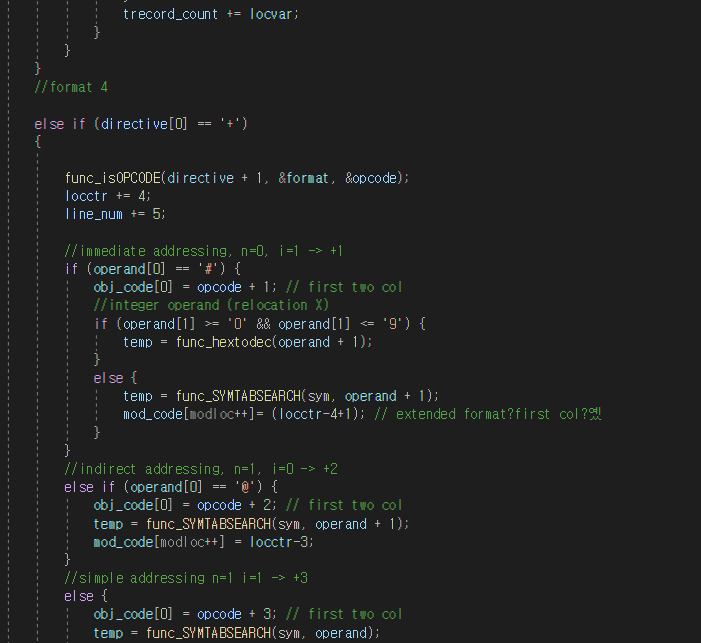 trecord_count += locvar;
}
}
}
//format 4
else if (directive[0] == '+')
{
func_isOPCODE(directive + 1, &format, &opcode);
locctr += 4;
line_num += 5;
//immediate addressing, n=0, i=1 -> +1
if (operand[0] == '#') {
obj_code[0] = opcode + 1; // first two col
//integer operand (relocation X)
if (operand[1] >= '0' && operand[1] <= '9') {
temp = func_hextodec(operand + 1);
}
else {
temp = func_SYMTABSEARCH(sym, operand + 1);
mod_code[modloc++]= (locctr-4+1); // extended format?first col?옜
}
}
//indirect addressing, n=1, i=0 -> +2
else if (operand[0] == '@') {
obj_code[0] = opcode + 2; // first two col
temp = func_SYMTABSEARCH(sym, operand + 1);
mod_code[modloc++] = locctr-3;
}
//simple addressing n=1 i=1 -> +3
else {
obj_code[0] = opcode + 3; // first two col
temp = func_SYMTABSEARCH(sym, operand);